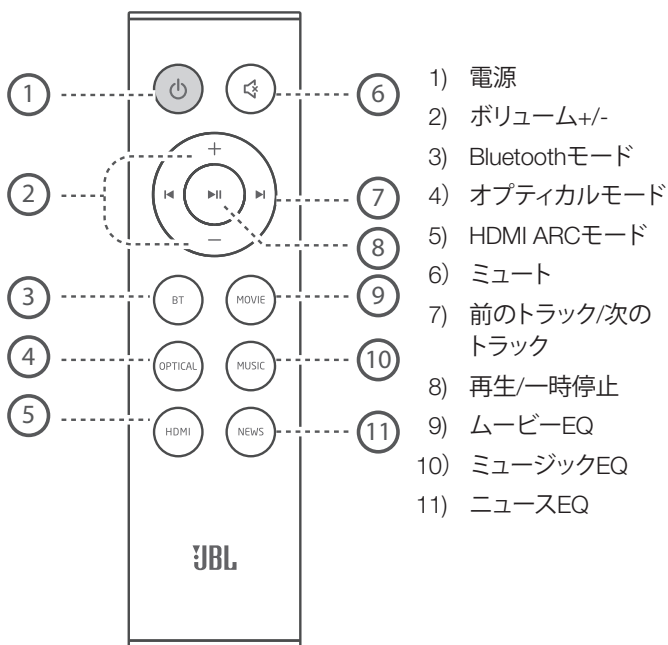 1
6
2
+
−
7
8
3
BT
MOVIE
9
4
OPTICAL
MUSIC
10
5
HDMI
NEWS
11
JBL
1) 電源
2) ボリューム+/-
3) Bluetoothモード
4) オプティカルモード
5) HDMI ARCモード
6) ミュート
7) 前のトラック/次の
トラック
8) 再生/一時停止
9) ムービーEQ
10) ミュージックEQ
11) ニュースEQ